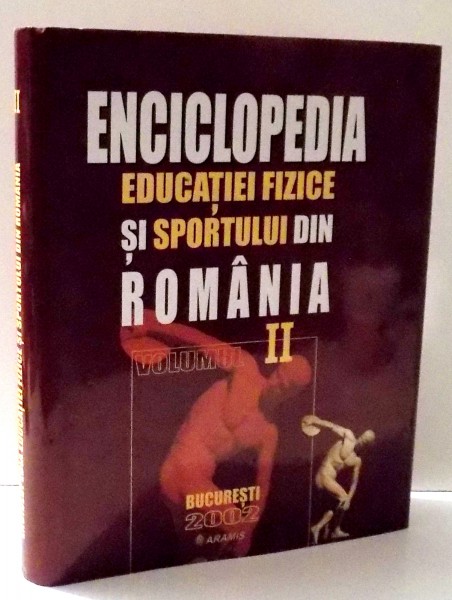 ENCICLOPEDIA
EDUCAȚIEI FIZICE
ȘI SPORTULUI DIN
ROMÂNIA
VOLUMUL II
BUCUREȘTI
2002
ARAMIS
II
ENCICLOPEDIA EDUCAȚIEI FIZICE ȘI SPORTULUI DIN ROMÂNIA